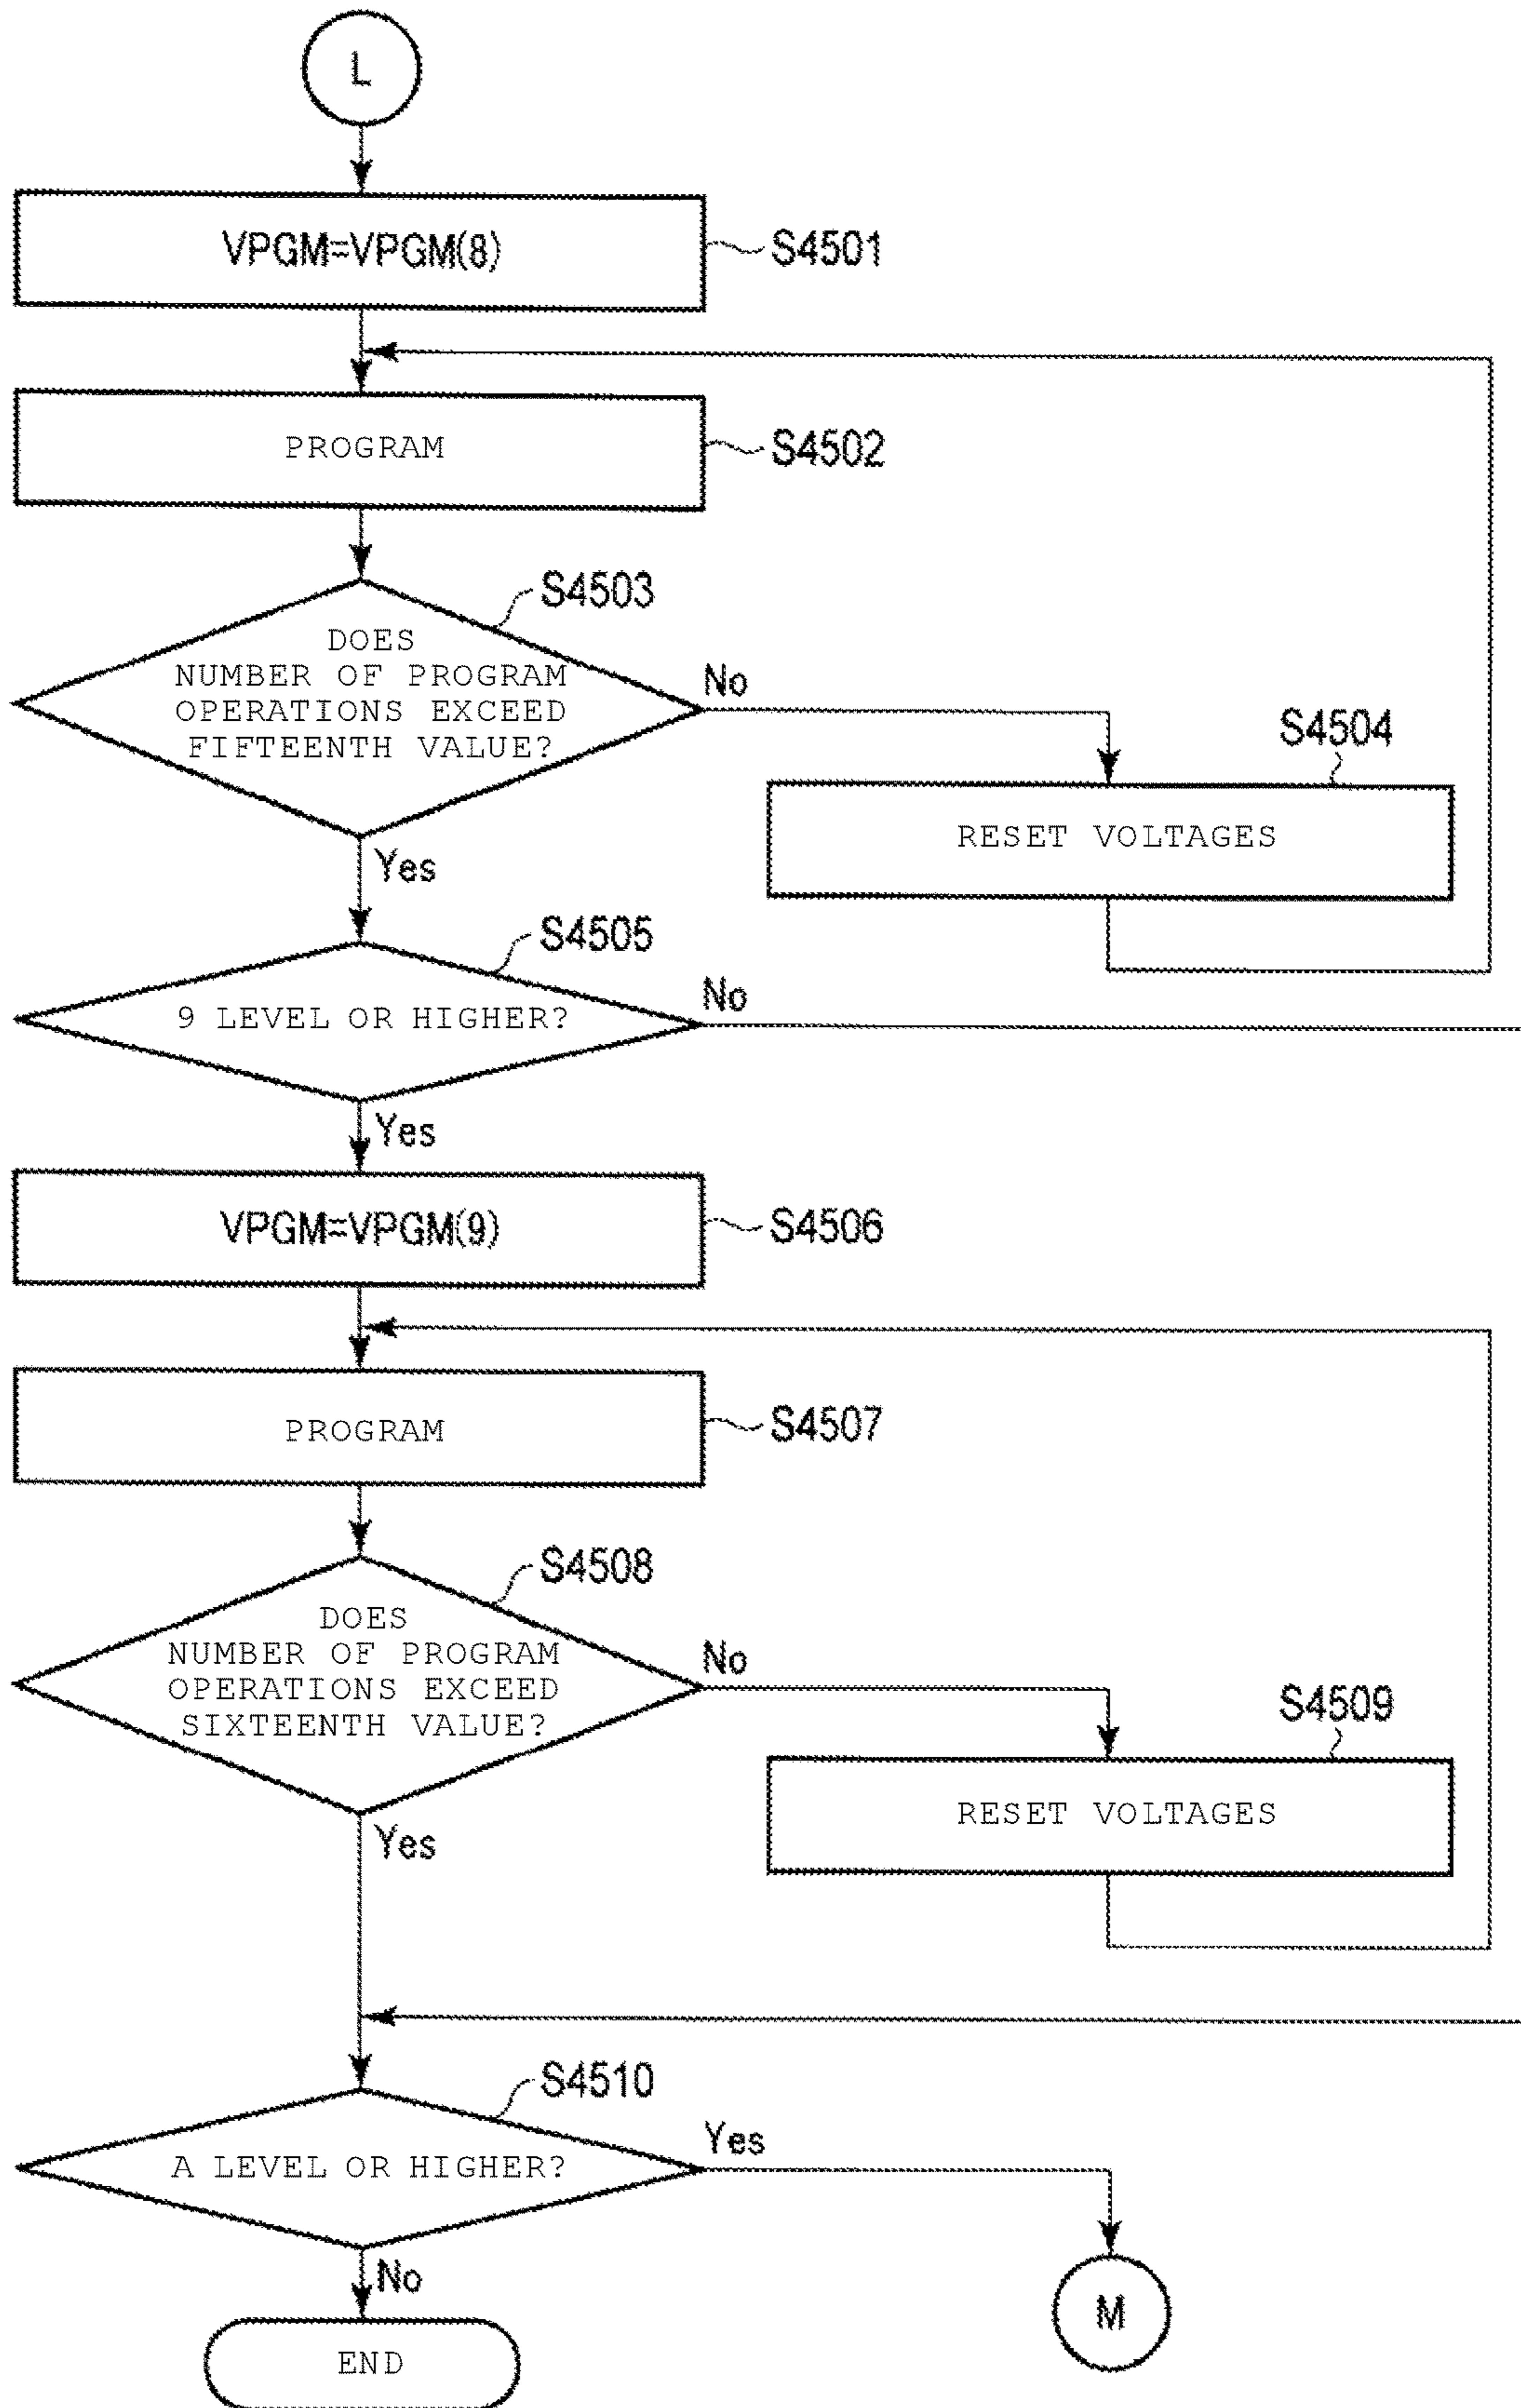 L
VPGM=VPGM(8)
S4501
PROGRAM
S4502
S4503
DOES
NUMBER OF PROGRAM
OPERATIONS EXCEED
FIFTEENTH VALUE?
No
S4504
RESET VOLTAGES
Yes
S4505
9 LEVEL OR HIGHER?
No
Yes
VPGM=VPGM(9)
S4506
PROGRAM
S4507
S4508
DOES
NUMBER OF PROGRAM
OPERATIONS EXCEED
SIXTEENTH VALUE?
No
S4509
RESET VOLTAGES
Yes
S4510
A LEVEL OR HIGHER?
Yes
No
M
END